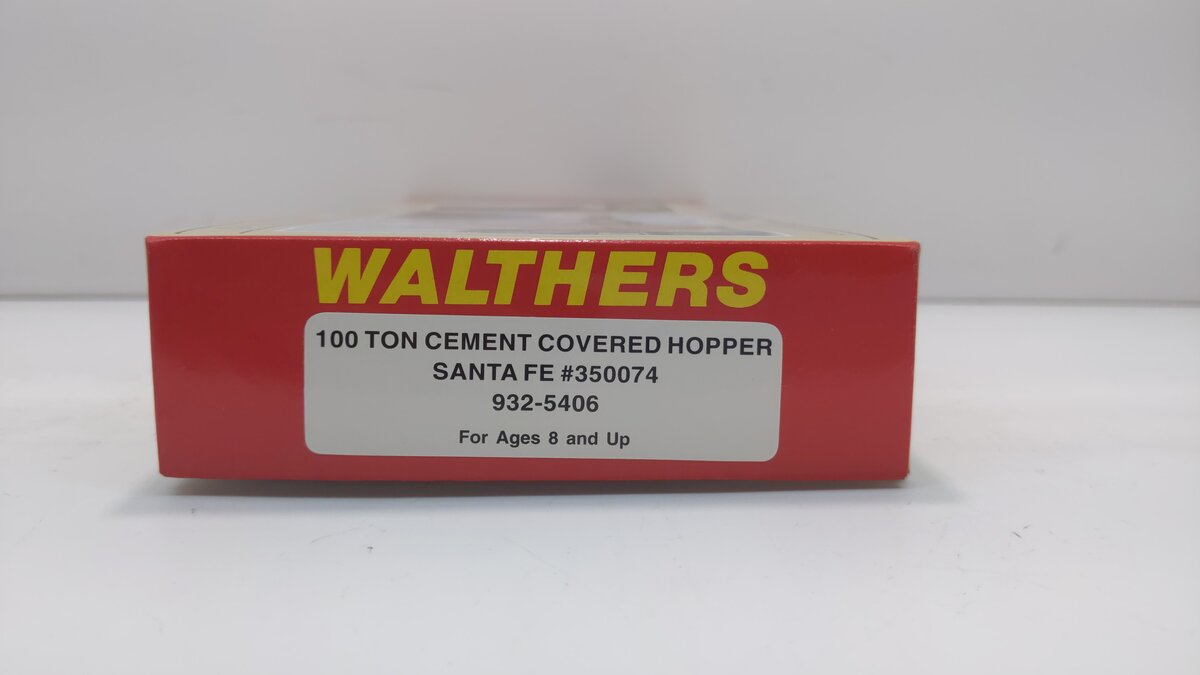 WALTHERS
100 TON CEMENT COVERED HOPPER
SANTA FE #350074
932-5406
For Ages 8 and Up